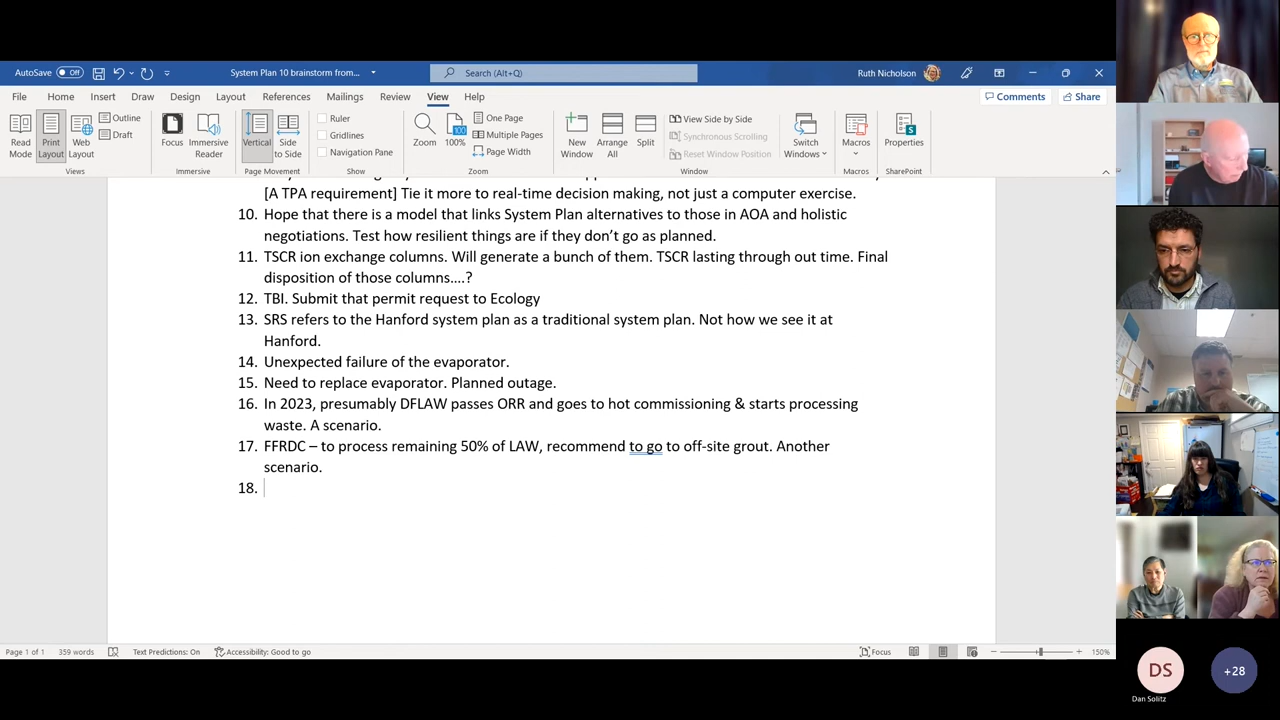 AutoSave Off
System Plan 10 brainstorm from...
Search (Alt+Q)
Ruth Nicholson
File Home Insert Draw Design Layout References Mailings Review View Help
Comments Share
Read Mode
Print Layout
Web Layout
Outline
Draft
Views
Focus
Immersive Reader
Immersive
Vertical
Side to Side
Page Movement
Ruler
Gridlines
Navigation Pane
Show
Zoom
100%
One Page
Multiple Pages
Page Width
Zoom
New Window
Arrange All
Split
View Side by Side
Synchronous Scrolling
Reset Window Position
Window
Switch Windows
Macros
Macros
Properties
SharePoint
[A TPA requirement] Tie it more to real-time decision making, not just a computer exercise.
10. Hope that there is a model that links System Plan alternatives to those in AOA and holistic
negotiations. Test how resilient things are if they don’t go as planned.
11. TSCR ion exchange columns. Will generate a bunch of them. TSCR lasting through out time. Final
disposition of those columns....?
12. TBI. Submit that permit request to Ecology
13. SRS refers to the Hanford system plan as a traditional system plan. Not how we see it at
Hanford.
14. Unexpected failure of the evaporator.
15. Need to replace evaporator. Planned outage.
16. In 2023, presumably DFLAW passes ORR and goes to hot commissioning & starts processing
waste. A scenario.
17. FFRDC – to process remaining 50% of LAW, recommend to go to off-site grout. Another
scenario.
18.
Page 1 of 1 359 words Text Predictions: On Accessibility: Good to go Focus 150%
DS
Dan Solitz
+28